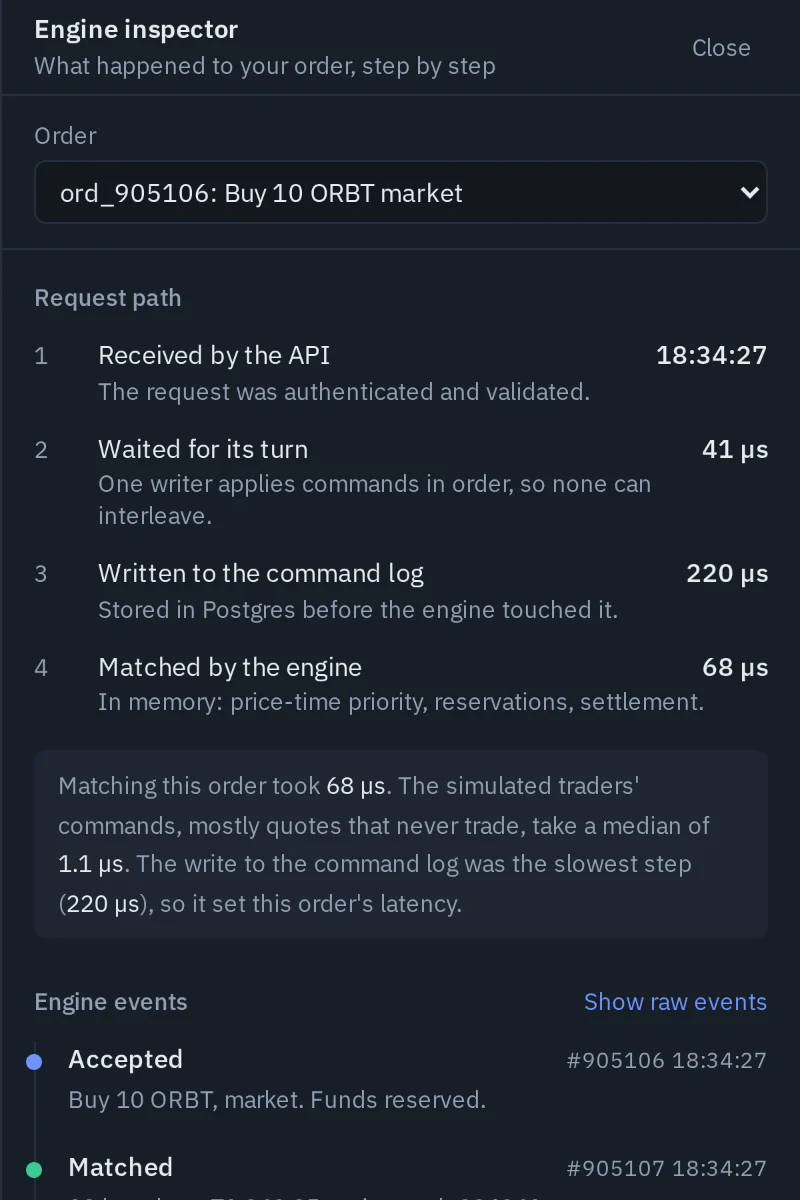 Engine inspector
Close
What happened to your order, step by step
Order
ord_905106: Buy 10 ORBT market
Request path
1 Received by the API 18:34:27
The request was authenticated and validated.
2 Waited for its turn 41 µs
One writer applies commands in order, so none can
interleave.
3 Written to the command log 220 µs
Stored in Postgres before the engine touched it.
4 Matched by the engine 68 µs
In memory: price-time priority, reservations, settlement.
Matching this order took 68 µs. The simulated traders'
commands, mostly quotes that never trade, take a median of
1.1 µs. The write to the command log was the slowest step
(220 µs), so it set this order's latency.
Engine events Show raw events
Accepted #905106 18:34:27
Buy 10 ORBT, market. Funds reserved.
Matched #905107 18:34:27